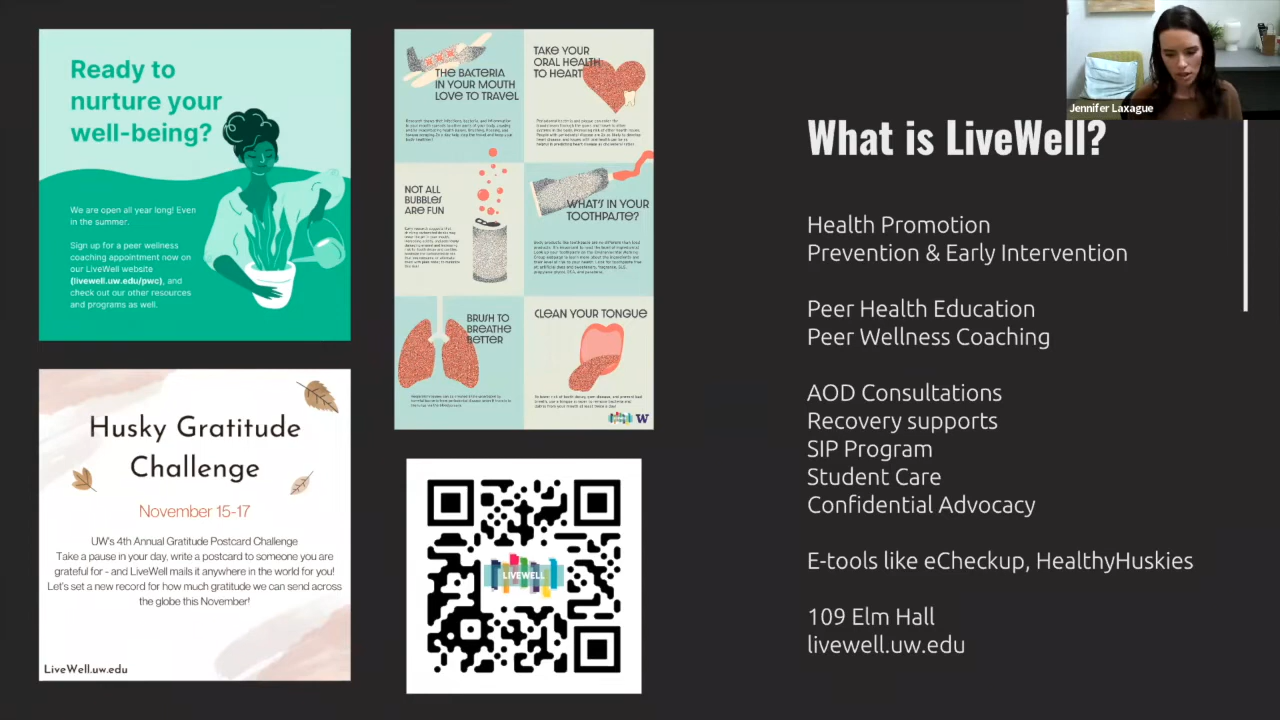 Ready to
nurture your
well-being?
We are open all year long! Even
in the summer.
Sign up for a peer wellness
coaching appointment now on
our LiveWell website
(livewell.uw.edu/pwc), and
check out our other resources
and programs as well.
Husky Gratitude
Challenge
November 15-17
UW's 4th Annual Gratitude Postcard Challenge
Take a pause in your day, write a postcard to someone you are
grateful for - and LiveWell mails it anywhere in the world for you!
Let's set a new record for how much gratitude we can send across
the globe this November!
LiveWell.uw.edu
THE BACTERIA
IN YOUR MOUTH
LOVE TO TRAVEL
TAKE YOUR
ORAL HEALTH
TO HEART
NOT ALL
BUBBLES
ARE FUN
WHAT'S IN YOUR
TOOTHPASTE?
BRUSH TO
BREATHE
BETTER
CLEAN YOUR TONGUE
W
LIVEWELL
Jennifer Laxague
What is LiveWell?
Health Promotion
Prevention & Early Intervention
Peer Health Education
Peer Wellness Coaching
AOD Consultations
Recovery supports
SIP Program
Student Care
Confidential Advocacy
E-tools like eCheckup, HealthyHuskies
109 Elm Hall
livewell.uw.edu